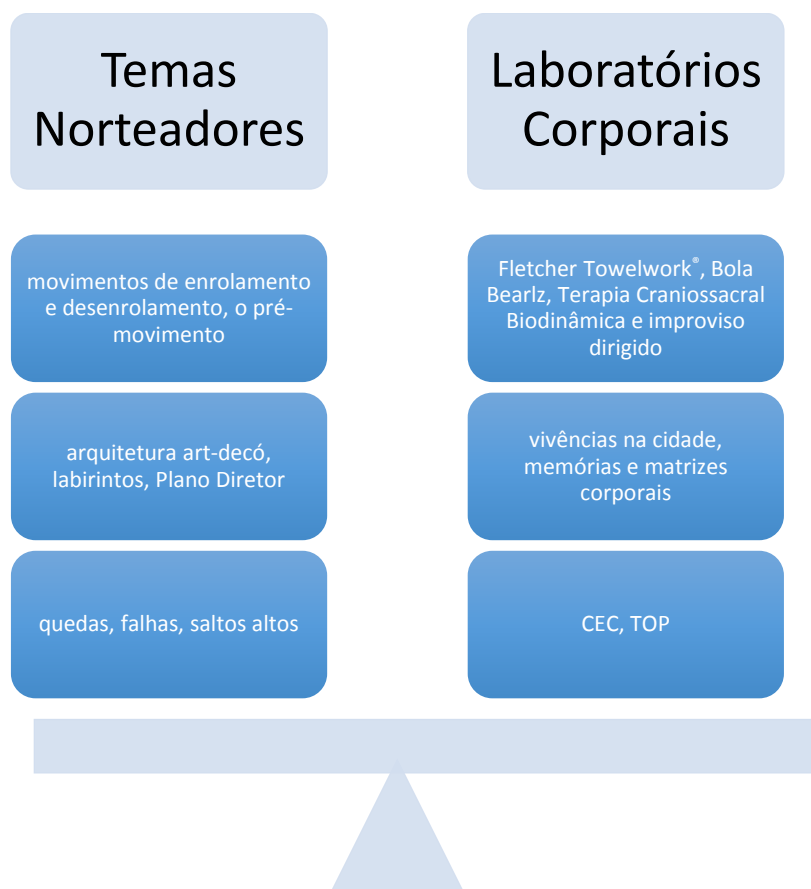 Temas
Norteadores
movimentos de enrolamento
e desenrolamento, o pré-
movimento
arquitetura art-decó,
labirintos, Plano Diretor
quedas, falhas, saltos altos
Laboratórios
Corporais
Fletcher Towelwork®, Bola
Bearlz, Terapia Craniossacral
Biodinâmica e improviso
dirigido
vivências na cidade,
memórias e matrizes
corporais
CEC, TOP